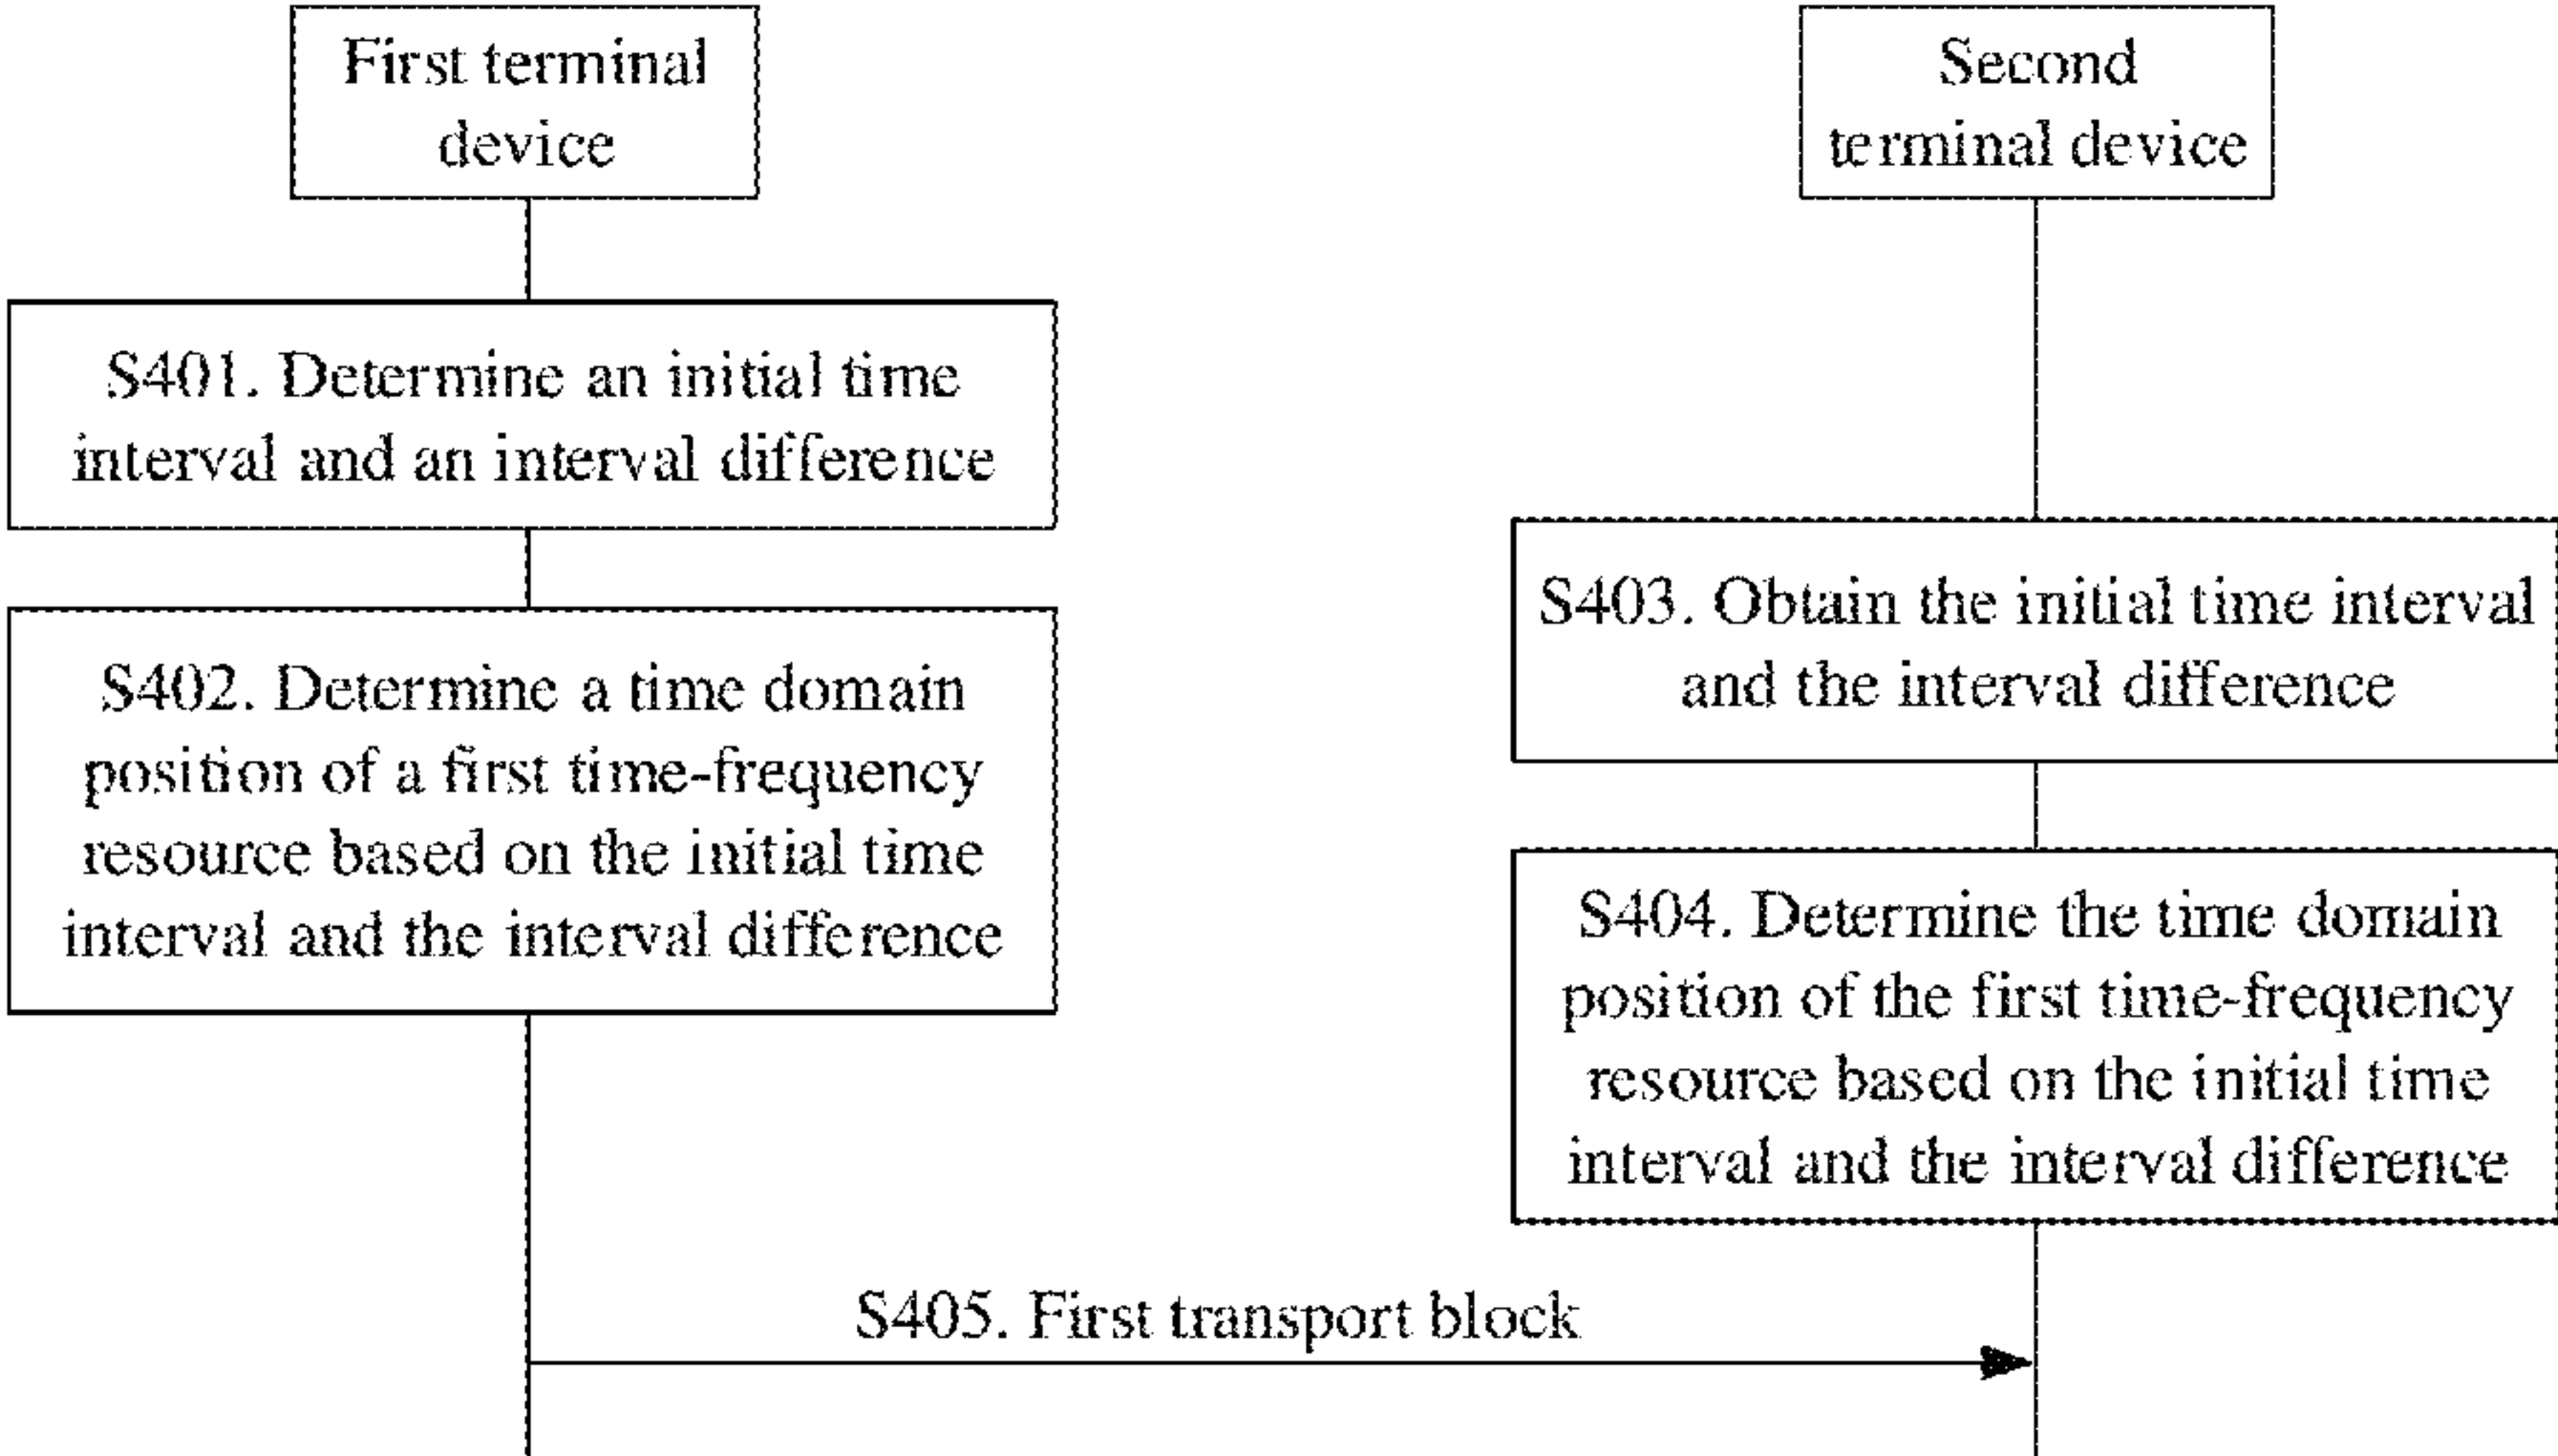 First terminal
device
Second
terminal device
S401. Determine an initial time
interval and an interval difference
S402. Determine a time domain
position of a first time-frequency
resource based on the initial time
interval and the interval difference
S403. Obtain the initial time interval
and the interval difference
S404. Determine the time domain
position of the first time-frequency
resource based on the initial time
interval and the interval difference
S405. First transport block